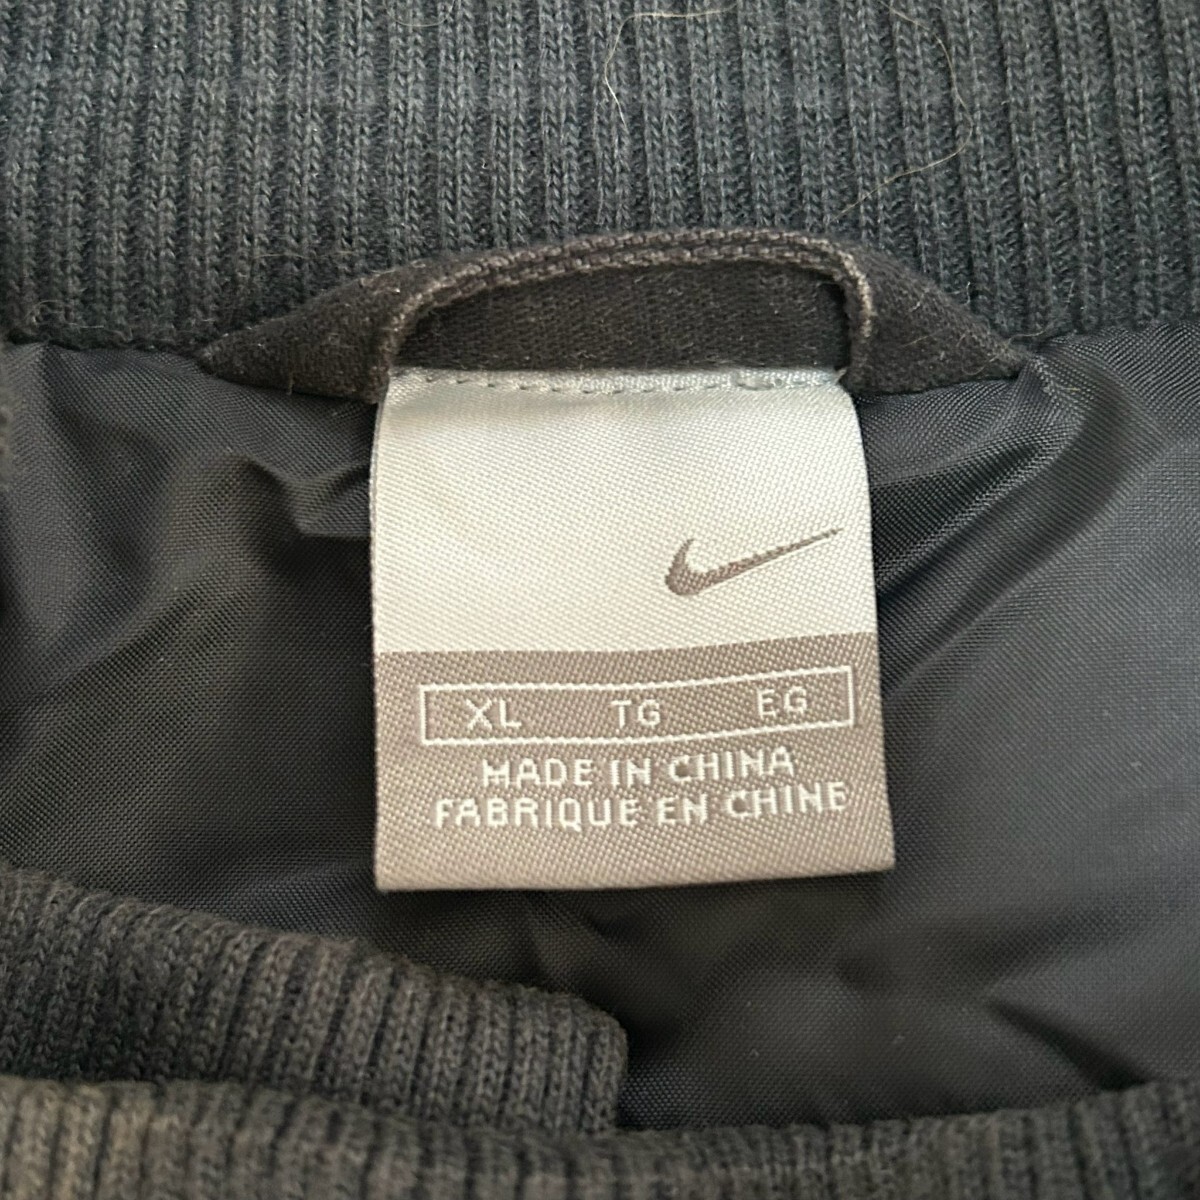 XL TG EG
MADE IN CHINA
FABRIQUE EN CHINE